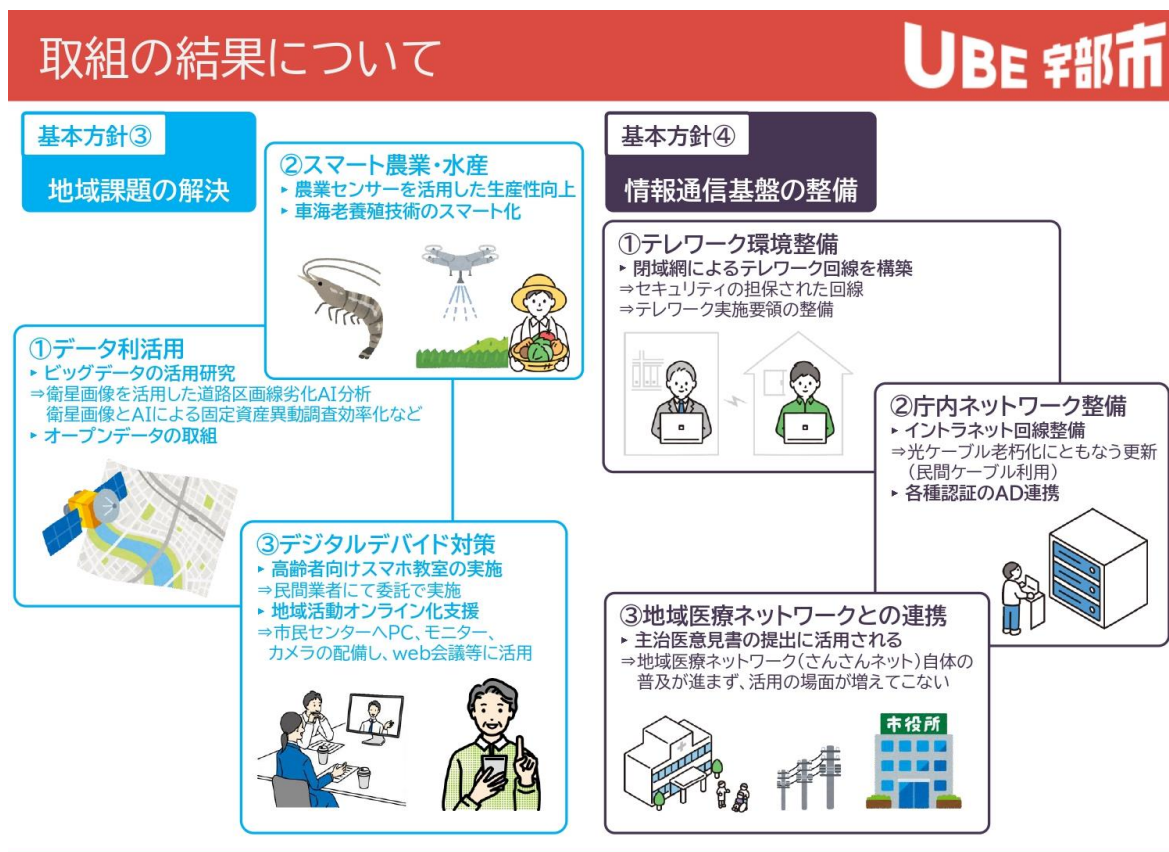 取組の結果について
UBE 宇部市
基本方針③
地域課題の解決
①データ利活用
▸ ビッグデータの活用研究
⇒衛星画像を活用した道路区画線劣化AI分析
衛星画像とAIによる固定資産異動調査効率化など
▸ オープンデータの取組
②スマート農業・水産
▸ 農業センサーを活用した生産性向上
▸ 車海老養殖技術のスマート化
③デジタルデバイド対策
▸ 高齢者向けスマホ教室の実施
⇒民間業者にて委託で実施
▸ 地域活動オンライン化支援
⇒市民センターへPC、モニター、
カメラの配備し、web会議等に活用
基本方針④
情報通信基盤の整備
①テレワーク環境整備
▸ 閉域網によるテレワーク回線を構築
⇒セキュリティの担保された回線
⇒テレワーク実施要領の整備
②庁内ネットワーク整備
▸ イントラネット回線整備
⇒光ケーブル老朽化にともなう更新
(民間ケーブル利用)
▸ 各種認証のAD連携
③地域医療ネットワークとの連携
▸ 主治医意見書の提出に活用される
⇒地域医療ネットワーク(さんさんネット)自体の
普及が進まず、活用の場面が増えてこない
市役所